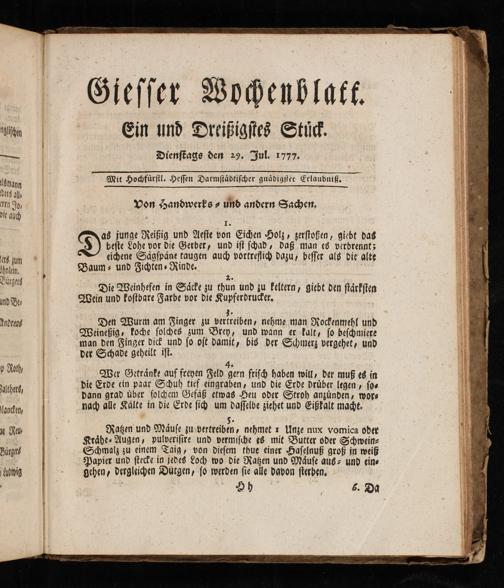 Giesser Wochenblatt.
Ein und Dreißigstes Stück.
Dienstags den 29. Jul. 1777.
Mit Hochfürstl. Hessen Darmstädtischer gnädigster Erlaubniß.
Von Handwerks- und andern Sachen.
1.
Das junge Reißig und Aeste von Eichen Holz, zerstoßen, giebt das
beste Lohe vor die Gerber, und ist schad, daß man es verbrennt;
eichene Sägspäne taugen auch vortreflich dazu, besser als die alte
Baum- und Fichten-Rinde.
2.
Die Weinhefen in Säcke zu thun und zu keltern, giebt den stärksten
Wein und kostbare Farbe vor die Kupferdrucker.
3.
Den Wurm am Finger zu vertreiben, nehme man Rockenmehl und
Weineßig, koche solches zum Brey, und wann er kalt, so beschmiere
man den Finger dick und so oft damit, bis der Schmerz vergehet, und
der Schade geheilt ist.
4.
Wer Getränke auf freyen Feld gern frisch haben will, der muß es in
die Erde ein paar Schuh tief eingraben, und die Erde drüber legen, so-
dann grad über solchem Gefäß etwas Heu oder Stroh anzünden, wor-
nach alle Kälte in die Erde sich um dasselbe ziehet und Eißkalt macht.
5.
Ratzen und Mäuse zu vertreiben, nehmet 1 Unze nux vomica oder
Krähe-Augen, pulverisire und vermische es mit Butter oder Schwein-
Schmalz zu einem Taig, von diesem thue einer Haselnuß groß in weiß
Papier und stecke in jedes Loch wo die Ratzen und Mäuse aus- und ein-
gehen, dergleichen Dutgen, so werden sie alle davon sterben.
Hh
6. Da